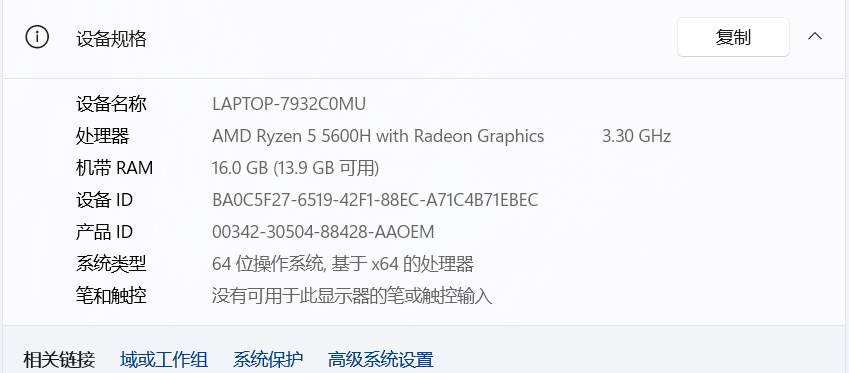 设备规格 复制
设备名称 LAPTOP-7932C0MU
处理器 AMD Ryzen 5 5600H with Radeon Graphics 3.30 GHz
机带 RAM 16.0 GB (13.9 GB 可用)
设备 ID BA0C5F27-6519-42F1-88EC-A71C4B71EBEC
产品 ID 00342-30504-88428-AAOEM
系统类型 64 位操作系统, 基于 x64 的处理器
笔和触控 没有可用于此显示器的笔或触控输入
相关链接 域或工作组 系统保护 高级系统设置